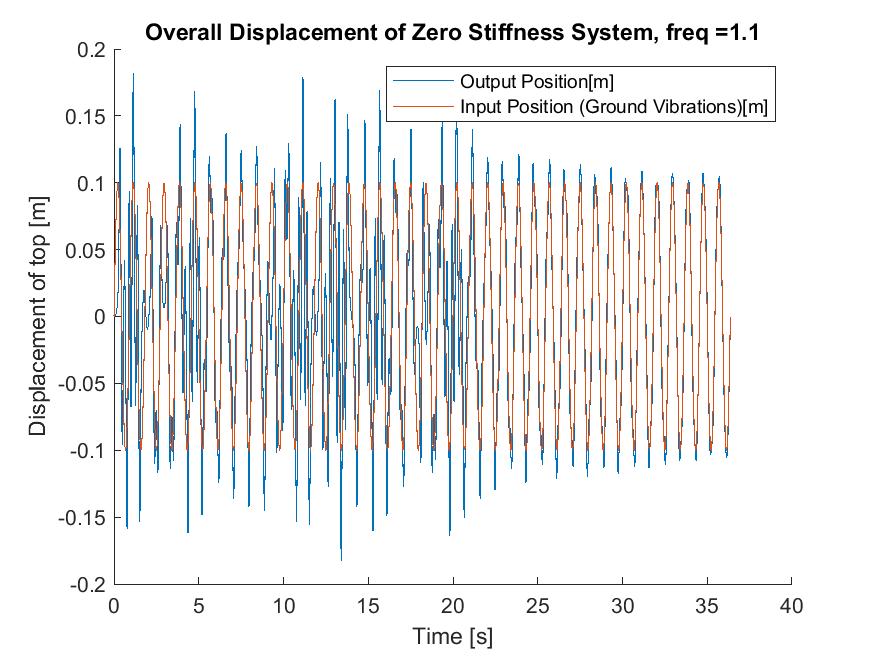 Overall Displacement of Zero Stiffness System, freq =1.1
Output Position[m]
Input Position (Ground Vibrations)[m]
Displacement of top [m]
0.2
0.15
0.1
0.05
0
-0.05
-0.1
-0.15
-0.2
0 5 10 15 20 25 30 35 40
Time [s]